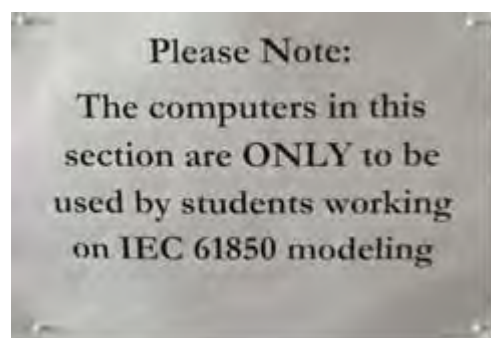 Please Note:
The computers in this
section are ONLY to be
used by students working
on IEC 61850 modeling